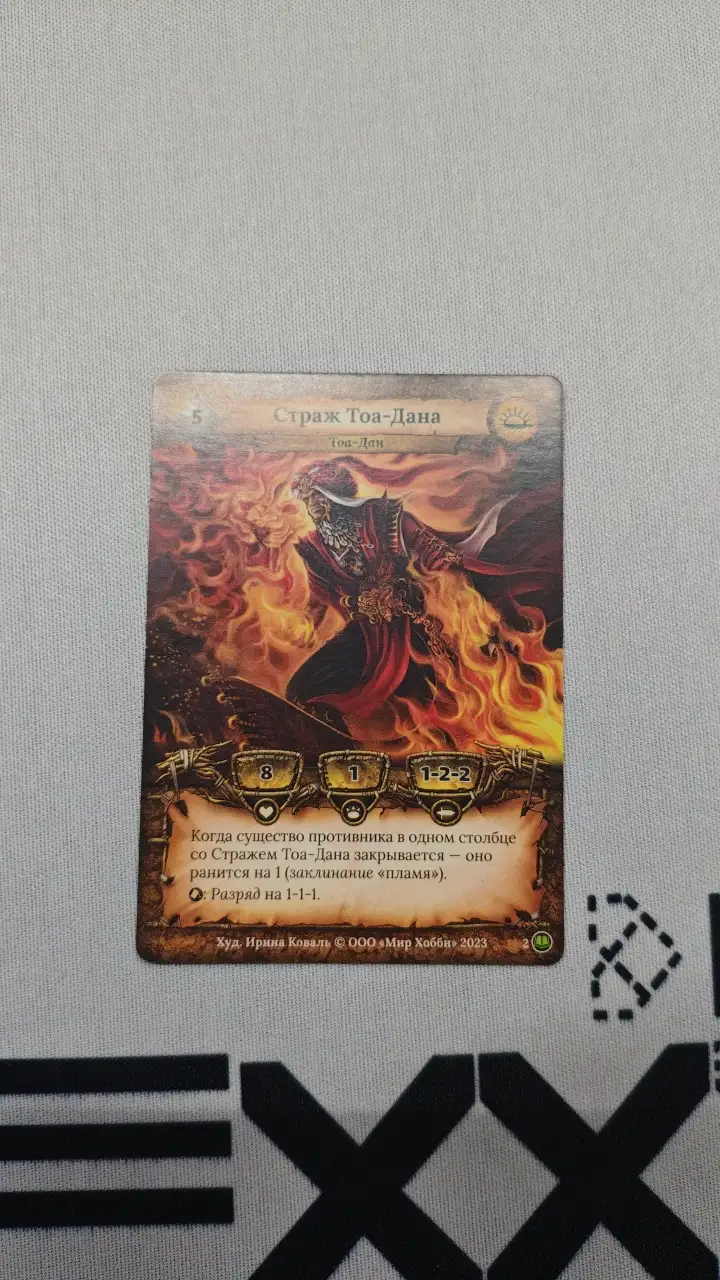 5
Страж Тоа-Дана
Тоа-Дан
8
1
1-2-2
Когда существо противника в одном столбце
со Стражем Тоа-Дана закрывается — оно
ранится на 1 (заклинание «пламя»).
: Разряд на 1-1-1.
Худ. Ирина Коваль © ООО «Мир Хобби» 2023
2